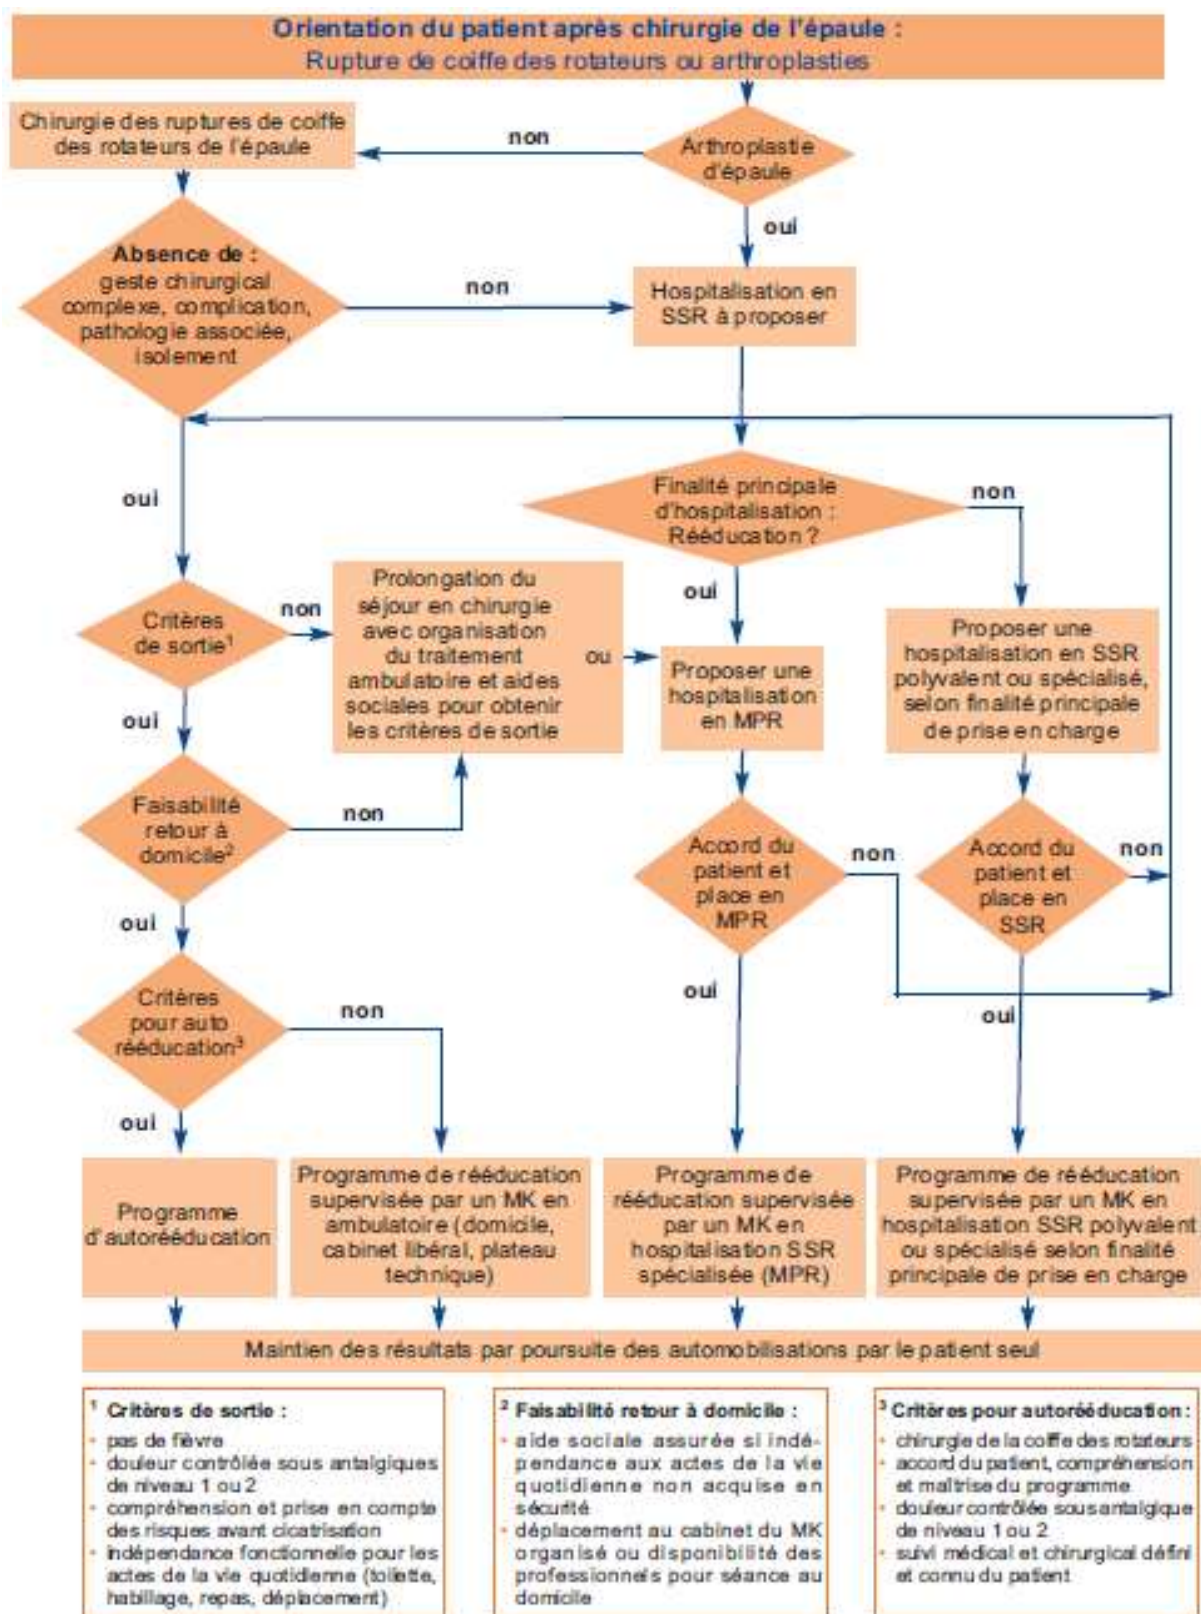 Orientation du patient après chirurgie de l'épaule :
Rupture de coiffe des rotateurs ou arthroplasties
Chirurgie des ruptures de coiffe
des rotateurs de l'épaule
non
Arthroplastie
d'épaule
oui
Absence de :
geste chirurgical
complexe, complication,
pathologie associée,
isolement
non
Hospitalisation en
SSR à proposer
oui
Finalité principale
d'hospitalisation :
Rééducation ?
non
oui
Critères
de sortie1
non
Prolongation du
séjour en chirurgie
avec organisation
du traitement
ambulatoire et aides
sociales pour obtenir
les critères de sortie
ou
Proposer une
hospitalisation
en MPR
Proposer une
hospitalisation en SSR
polyvalent ou spécialisé,
selon finalité principale
de prise en charge
oui
Faisabilité
retour à
domicile2
non
Accord du
patient et
place en
MPR
non
Accord du
patient et
place en
SSR
non
oui
oui
oui
Critères
pour auto
rééducation3
non
oui
Programme
d'autorééducation
Programme de rééducation
supervisée par un MK en
ambulatoire (domicile,
cabinet libéral, plateau
technique)
Programme de
rééducation supervisée
par un MK en
hospitalisation SSR
spécialisée (MPR)
Programme de rééducation
supervisée par un MK en
hospitalisation SSR polyvalent
ou spécialisé selon finalité
principale de prise en charge
Maintien des résultats par poursuite des automobilisations par le patient seul
1 Critères de sortie :
• pas de fièvre
• douleur contrôlée sous antalgiques
de niveau 1 ou 2
• compréhension et prise en compte
des risques avant cicatrisation
• indépendance fonctionnelle pour les
actes de la vie quotidienne (toilette,
habillage, repas, déplacement)
2 Faisabilité retour à domicile :
• aide sociale assurée si indé-
pendance aux actes de la vie
quotidienne non acquise en
sécurité
• déplacement au cabinet du MK
organisé ou disponibilité des
professionnels pour séance au
domicile
3 Critères pour autorééducation :
• chirurgie de la coiffe des rotateurs
• accord du patient, compréhension
et maîtrise du programme
• douleur contrôlée sous antalgique
de niveau 1 ou 2
• suivi médical et chirurgical défini
et connu du patient